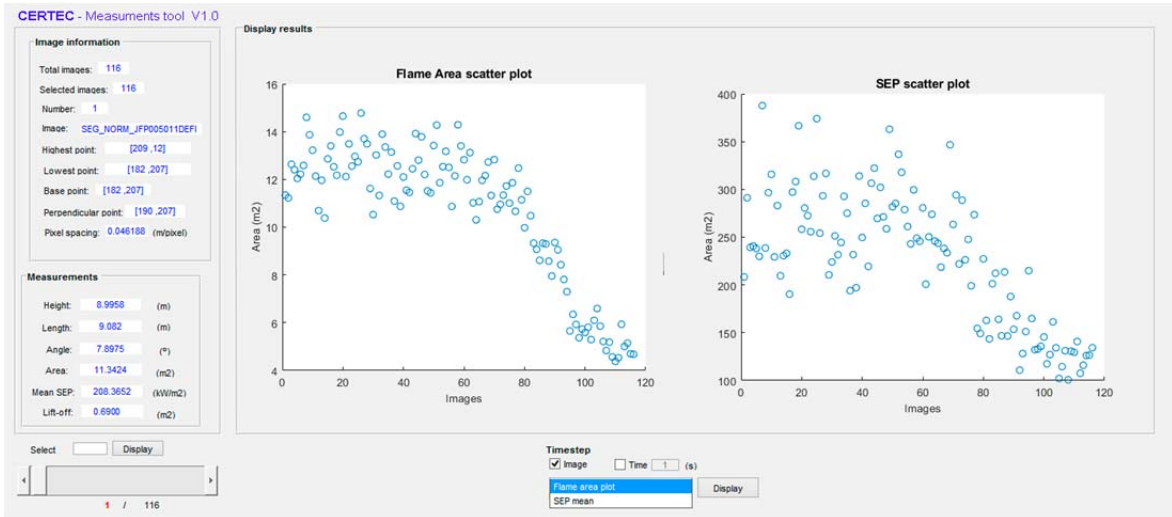 CERTEC - Measuments tool V1.0
Image information
Total images: 116
Selected images: 116
Number: 1
Image: SEG_NORM_JFP005011DEFI
Highest point: [209 ,12]
Lowest point: [182 ,207]
Base point: [182 ,207]
Perpendicular point: [190 ,207]
Pixel spacing: 0.046188 (m/pixel)
Measurements
Height: 8.9958 (m)
Length: 9.082 (m)
Angle: 7.8975 (º)
Area: 11.3424 (m2)
Mean SEP: 208.3652 (kW/m2)
Lift-off: 0.6900 (m2)
Select Display
1 / 116
Display results
Flame Area scatter plot
16
14
12
10
8
6
4
Area (m2)
0 20 40 60 80 100 120
Images
SEP scatter plot
400
350
300
250
200
150
100
Area (m2)
0 20 40 60 80 100 120
Images
Timestep
Image Time 1 (s)
Flame area plot
SEP mean
Display